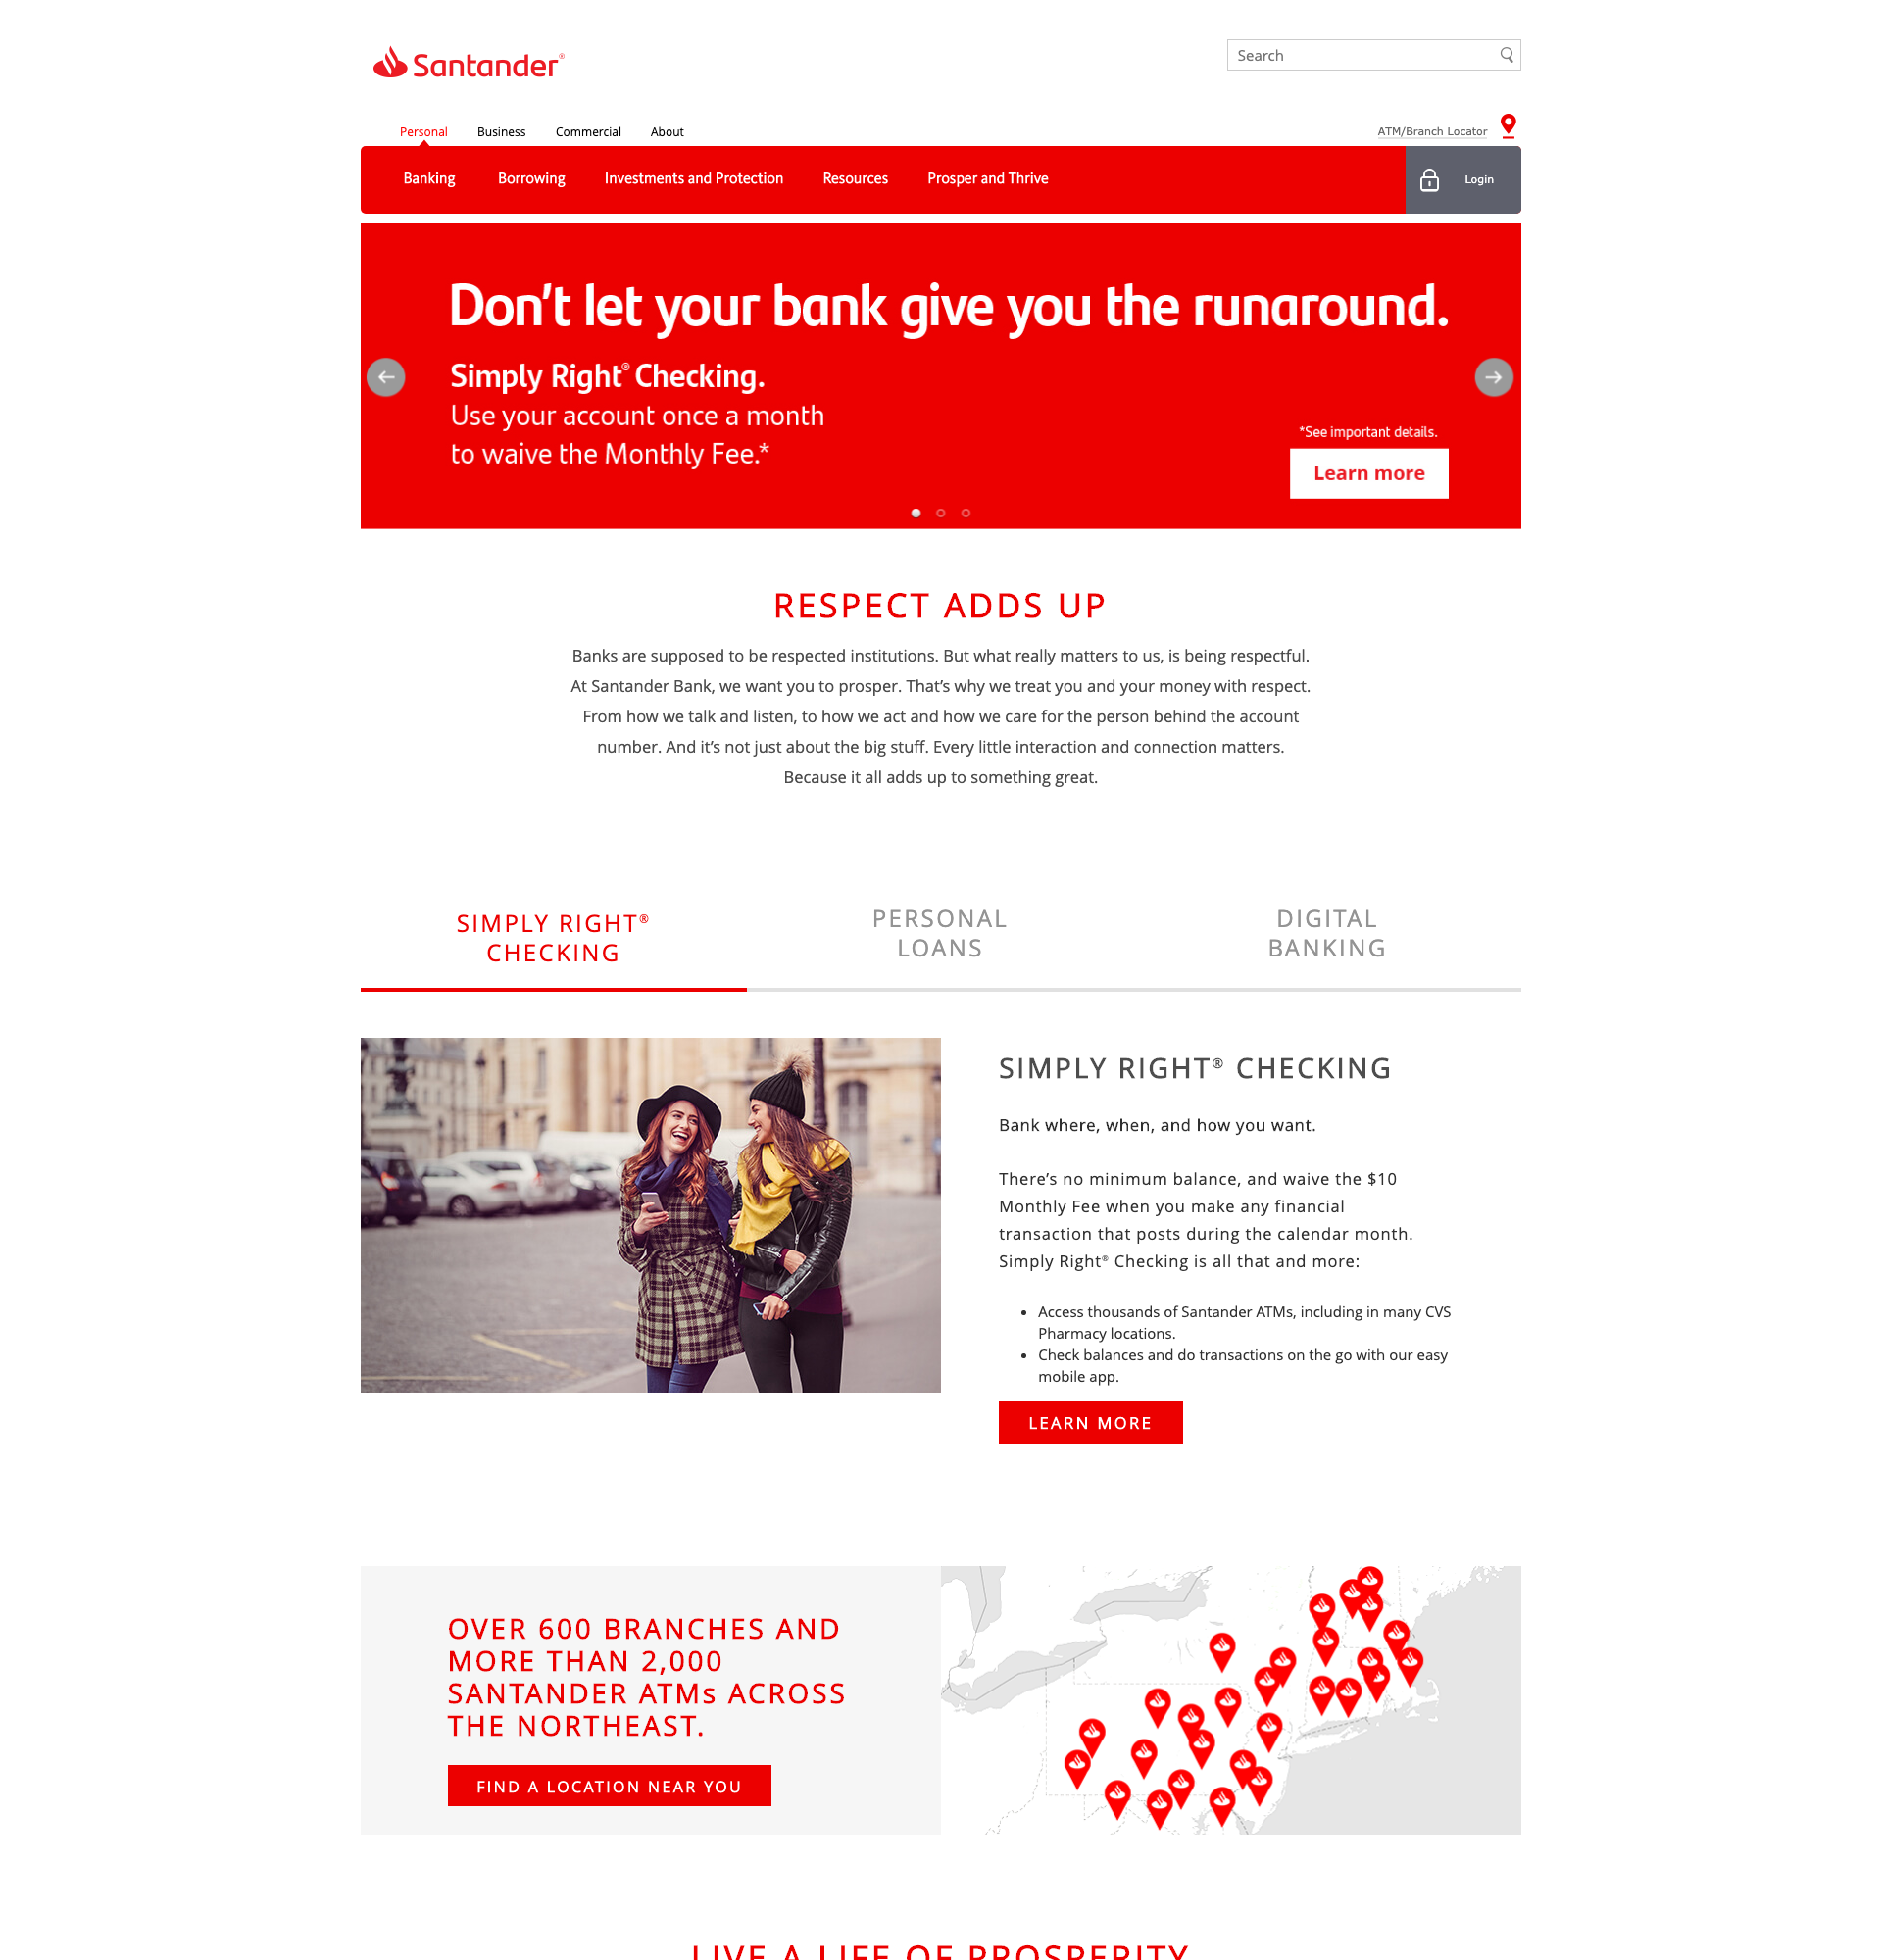 Santander®
Search
Personal Business Commercial About
ATM/Branch Locator
Banking Borrowing Investments and Protection Resources Prosper and Thrive
Login
Don’t let your bank give you the runaround.
Simply Right® Checking.
Use your account once a month
to waive the Monthly Fee.*
*See important details.
Learn more
RESPECT ADDS UP
Banks are supposed to be respected institutions. But what really matters to us, is being respectful.
At Santander Bank, we want you to prosper. That’s why we treat you and your money with respect.
From how we talk and listen, to how we act and how we care for the person behind the account
number. And it’s not just about the big stuff. Every little interaction and connection matters.
Because it all adds up to something great.
SIMPLY RIGHT®
CHECKING
PERSONAL
LOANS
DIGITAL
BANKING
SIMPLY RIGHT® CHECKING
Bank where, when, and how you want.
There’s no minimum balance, and waive the $10
Monthly Fee when you make any financial
transaction that posts during the calendar month.
Simply Right® Checking is all that and more:
• Access thousands of Santander ATMs, including in many CVS
Pharmacy locations.
• Check balances and do transactions on the go with our easy
mobile app.
LEARN MORE
OVER 600 BRANCHES AND
MORE THAN 2,000
SANTANDER ATMs ACROSS
THE NORTHEAST.
FIND A LOCATION NEAR YOU
LIVE A LIFE OF PROSPERITY